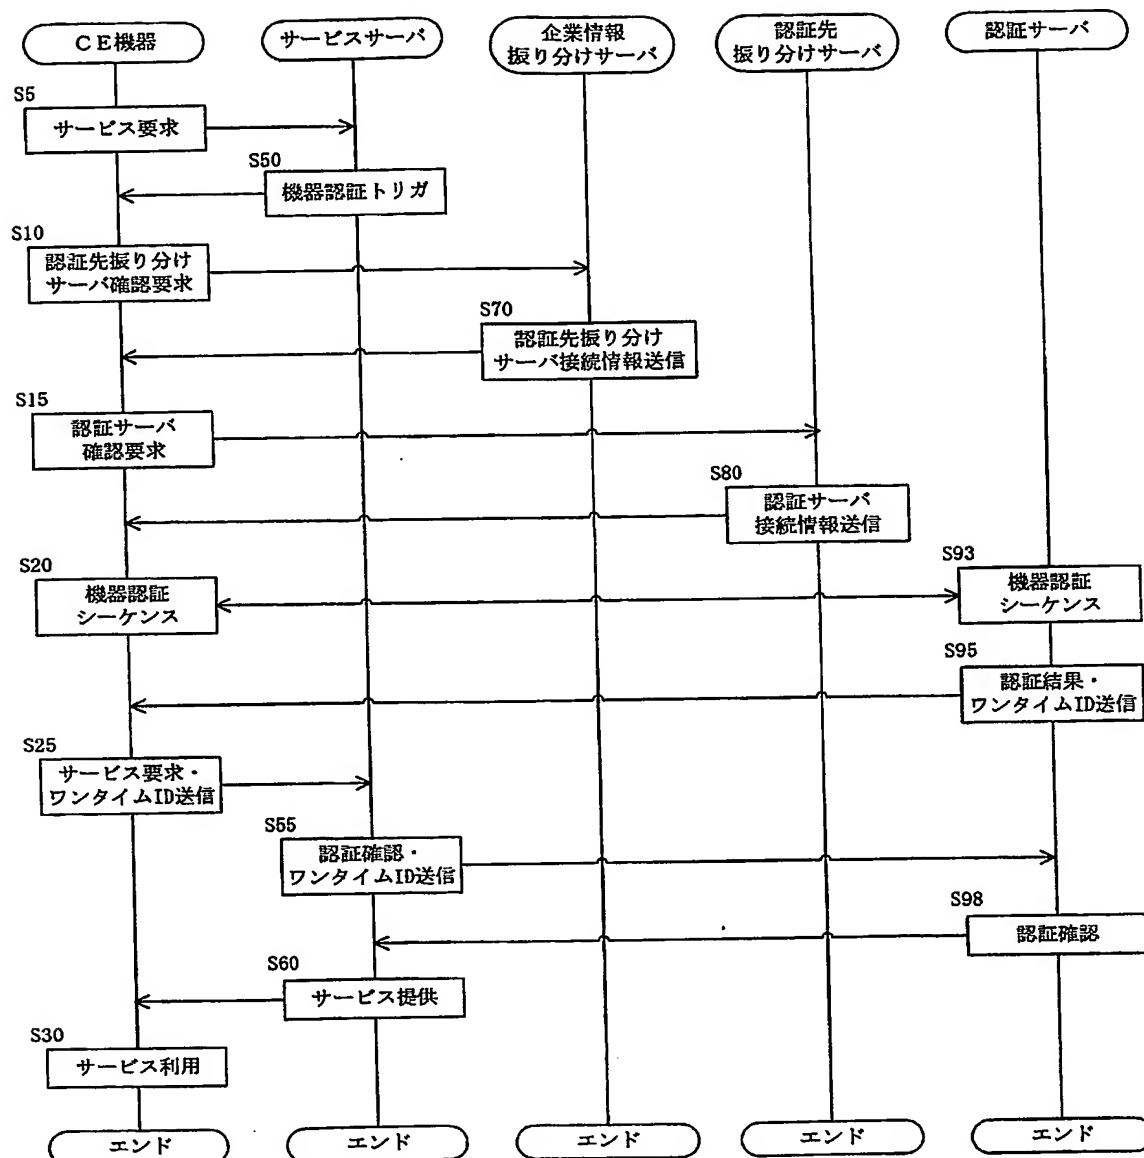 CE機器
サービスサーバ
企業情報
振り分けサーバ
認証先
振り分けサーバ
認証サーバ
S5
サービス要求
S50
機器認証トリガ
S10
認証先振り分け
サーバ確認要求
S70
認証先振り分け
サーバ接続情報送信
S15
認証サーバ
確認要求
S80
認証サーバ
接続情報送信
S20
機器認証
シーケンス
S93
機器認証
シーケンス
S95
認証結果・
ワンタイムID送信
S25
サービス要求・
ワンタイムID送信
S55
認証確認・
ワンタイムID送信
S98
認証確認
S60
サービス提供
S30
サービス利用
エンド
エンド
エンド
エンド
エンド